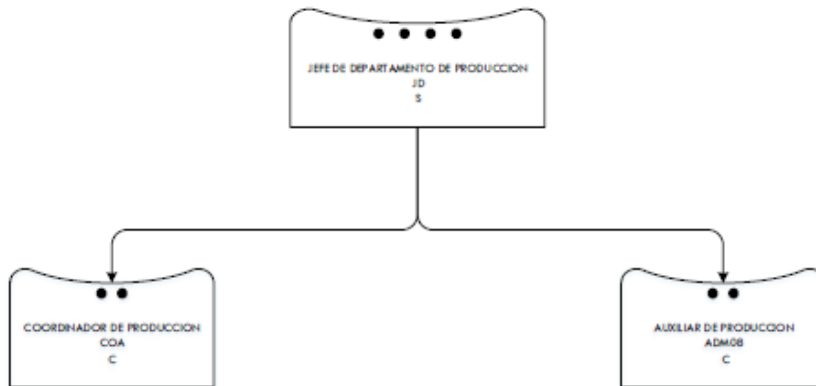 JEFE DE DEPARTAMENTO DE PRODUCCION
JD
S
COORDINADOR DE PRODUCCION
COA
C
AUXILIAR DE PRODUCCION
ADM08
C